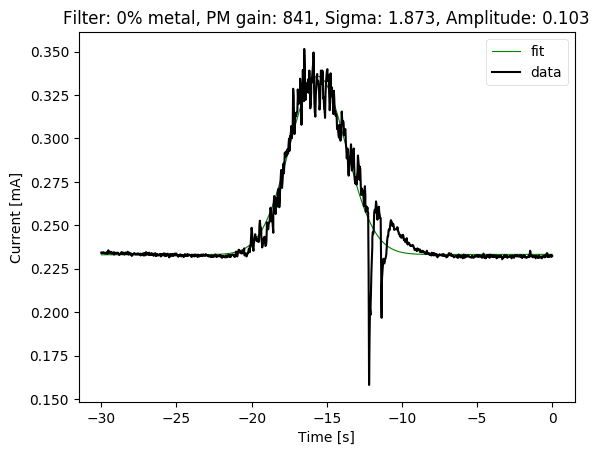 Filter: 0% metal, PM gain: 841, Sigma: 1.873, Amplitude: 0.103
fit
data
0.350
0.325
0.300
0.275
0.250
0.225
0.200
0.175
0.150
Current [mA]
−30 −25 −20 −15 −10 −5 0
Time [s]